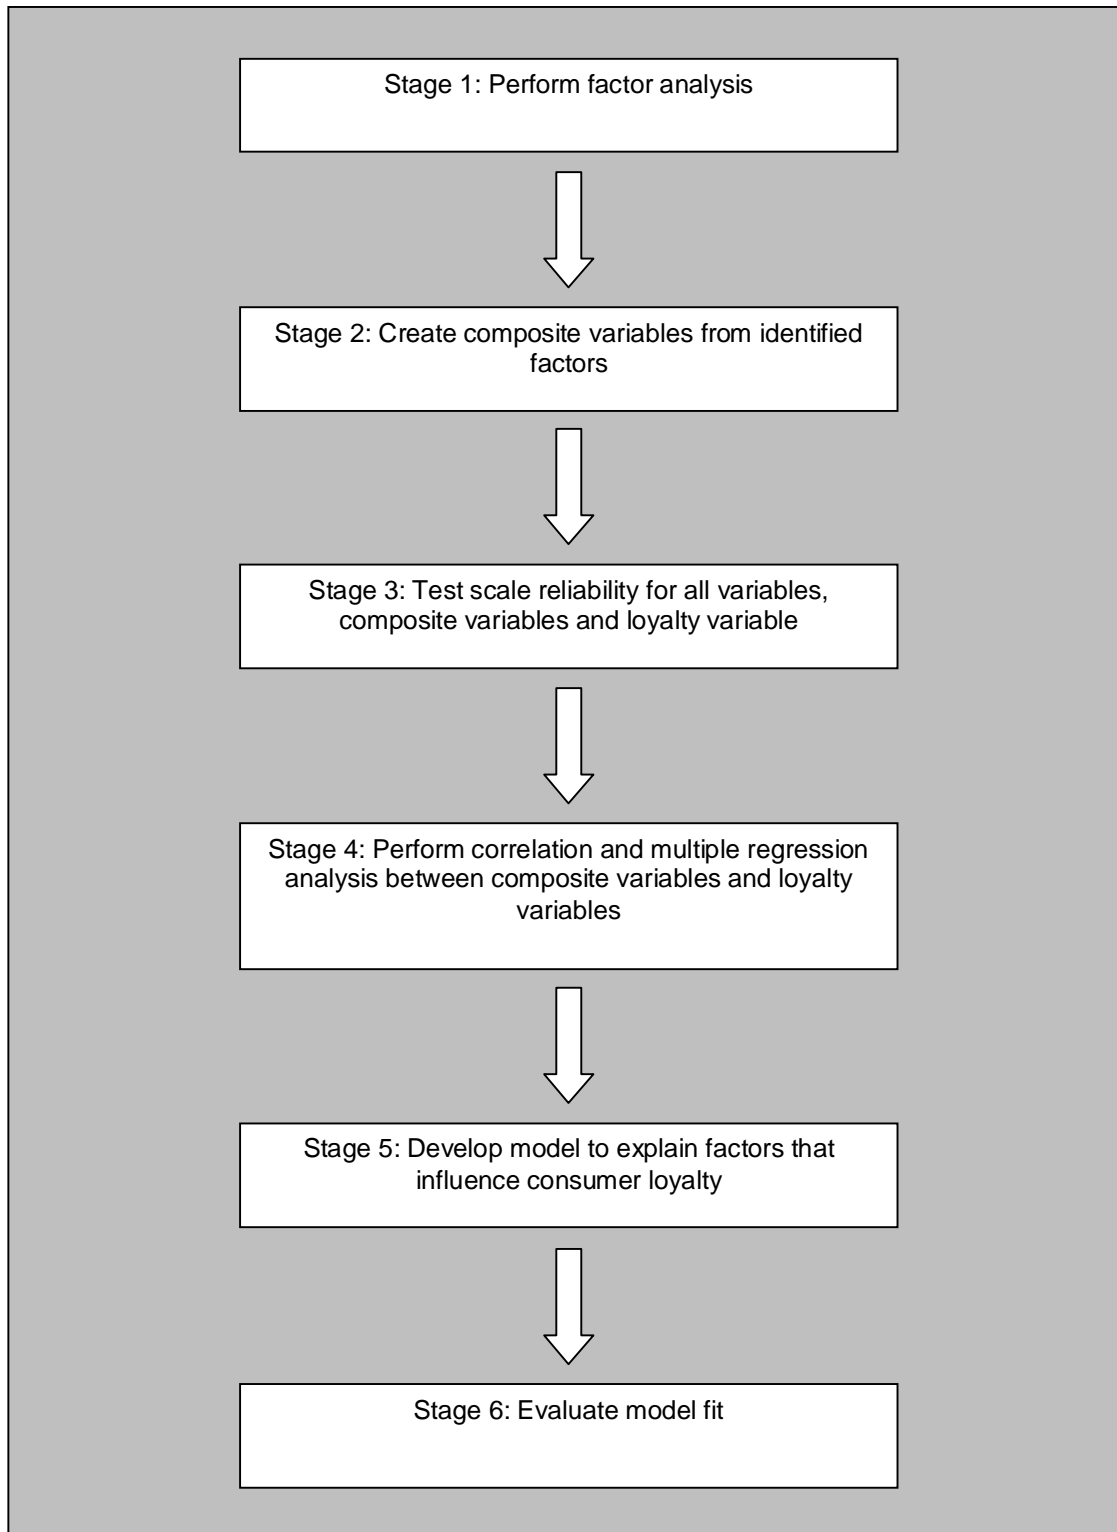 Stage 1: Perform factor analysis
Stage 2: Create composite variables from identified
factors
Stage 3: Test scale reliability for all variables,
composite variables and loyalty variable
Stage 4: Perform correlation and multiple regression
analysis between composite variables and loyalty
variables
Stage 5: Develop model to explain factors that
influence consumer loyalty
Stage 6: Evaluate model fit